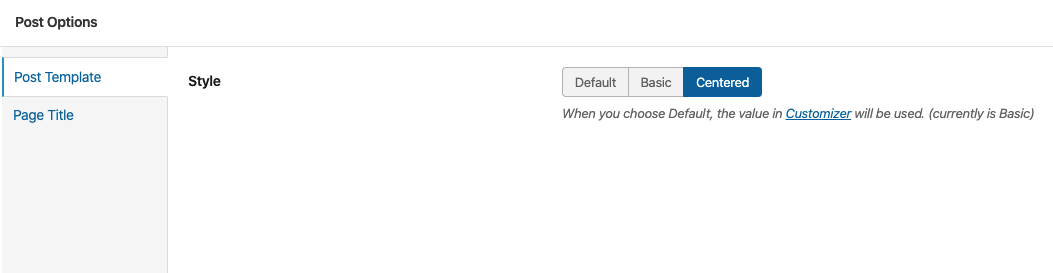 Post Options
Post Template
Page Title
Style
Default Basic Centered
When you choose Default, the value in Customizer will be used. (currently is Basic)